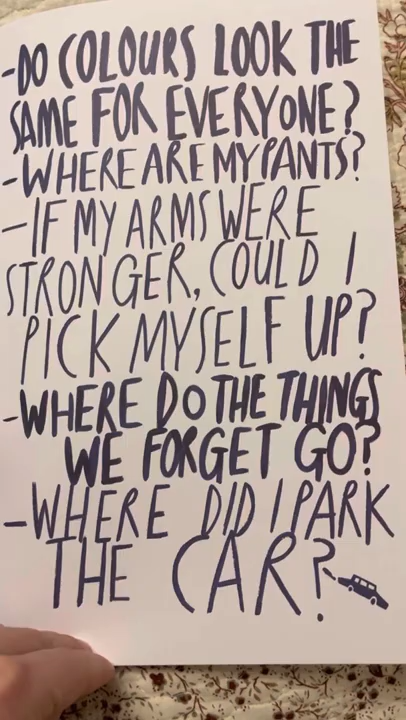 -DO COLOURS LOOK THE
SAME FOR EVERYONE?
-WHERE ARE MY PANTS?
-IF MY ARMS WERE
STRONGER, COULD I
PICK MYSELF UP?
-WHERE DO THE THINGS
WE FORGET GO?
-WHERE DID I PARK
THE CAR?